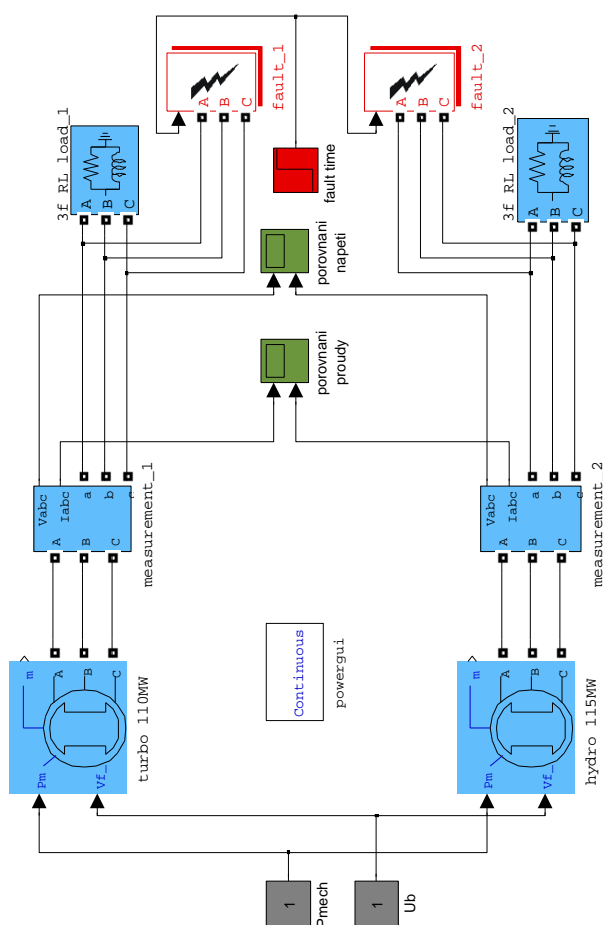 Pm
Vf_
m
A
B
C
turbo 110MW
Vabc
Iabc
A
B
C
a
b
c
measurement_1
A
B
C
3f RL load_1
A
B
C
fault_1
1
Pmech
1
Ub
Continuous
powergui
porovnani
proudy
porovnani
napeti
fault time
A
B
C
fault_2
Pm
Vf_
m
A
B
C
hydro 115MW
Vabc
Iabc
A
B
C
a
b
c
measurement 2
A
B
C
3f RL load_2